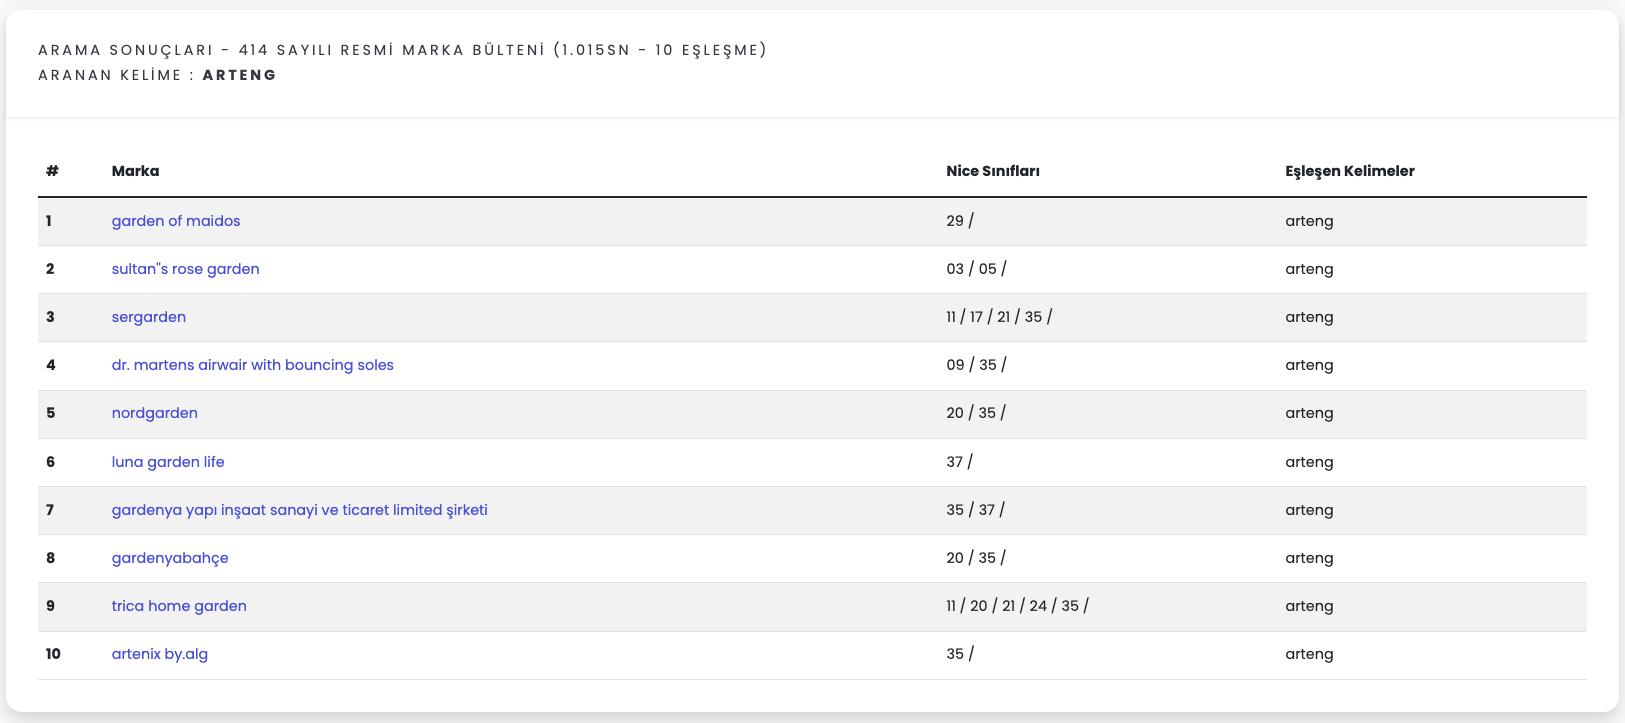 ARAMA SONUÇLARI - 414 SAYILI RESMİ MARKA BÜLTENİ (1.015SN - 10 EŞLEŞME)
ARANAN KELİME : ARTENG
# Marka Nice Sınıfları Eşleşen Kelimeler
1 garden of maidos 29 / arteng
2 sultan"s rose garden 03 / 05 / arteng
3 sergarden 11 / 17 / 21 / 35 / arteng
4 dr. martens airwair with bouncing soles 09 / 35 / arteng
5 nordgarden 20 / 35 / arteng
6 luna garden life 37 / arteng
7 gardenya yapı inşaat sanayi ve ticaret limited şirketi 35 / 37 / arteng
8 gardenyabahçe 20 / 35 / arteng
9 trica home garden 11 / 20 / 21 / 24 / 35 / arteng
10 artenix by.alg 35 / arteng